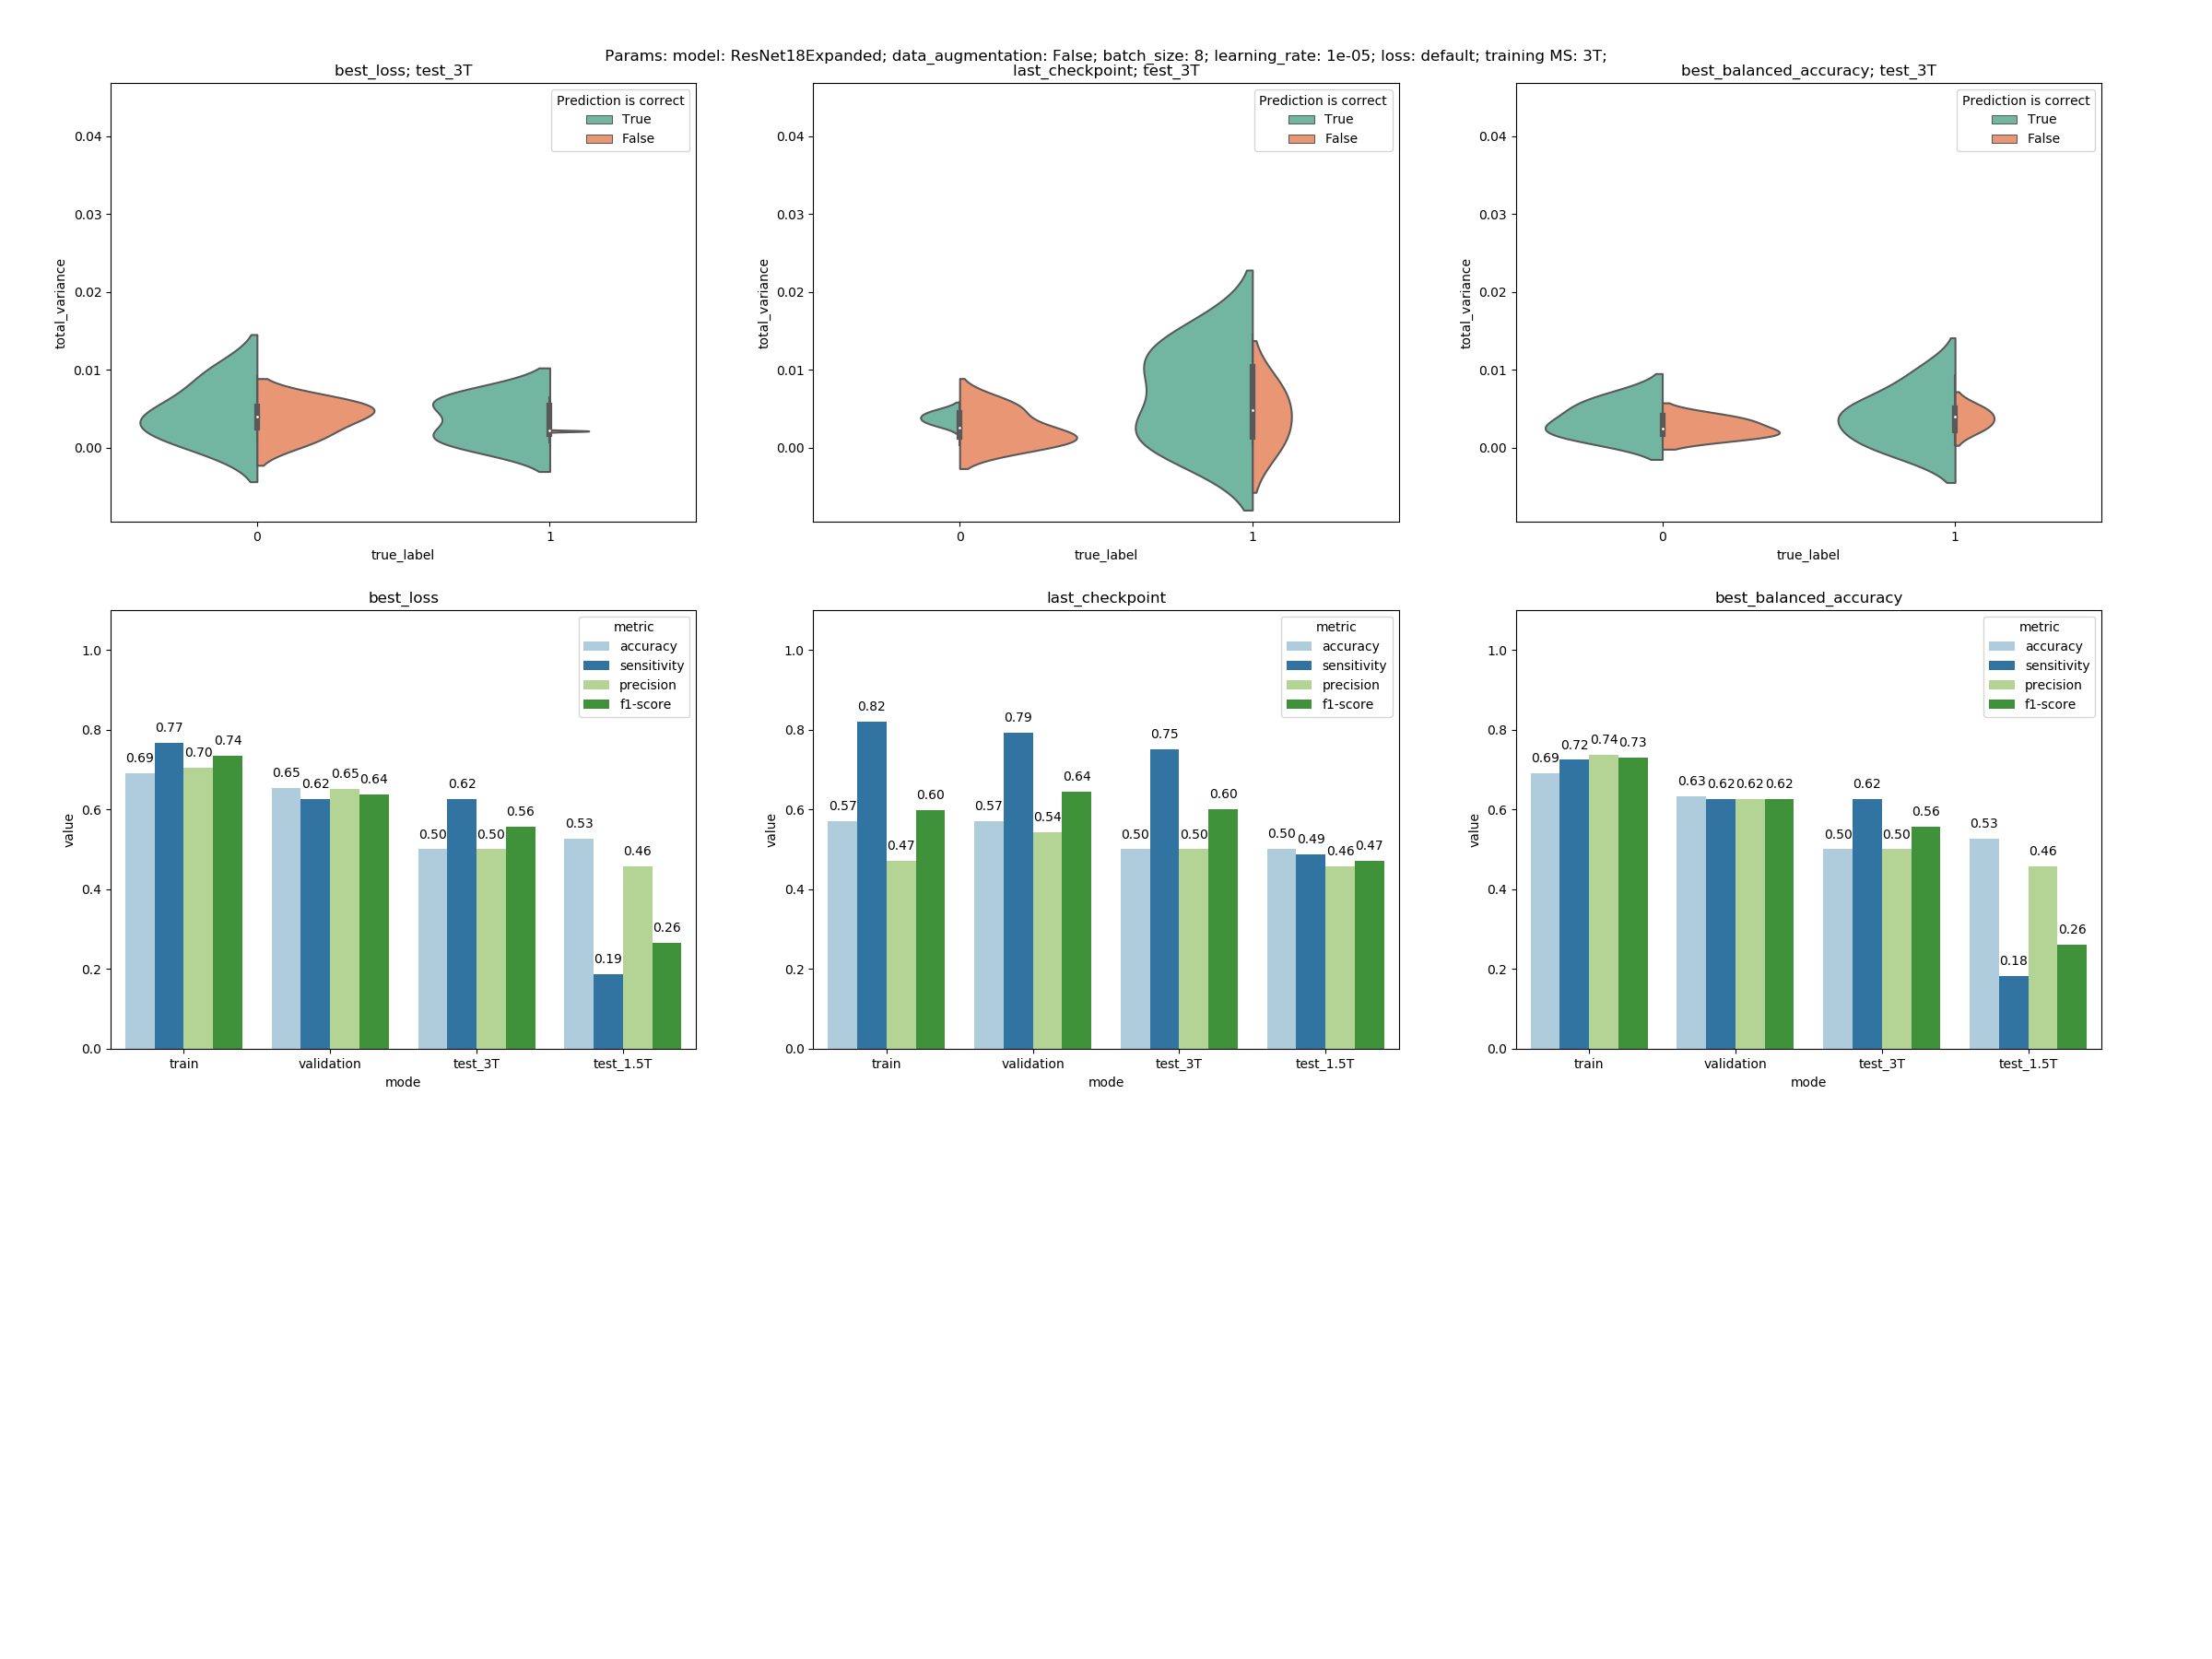 Params: model: ResNet18Expanded; data_augmentation: False; batch_size: 8; learning_rate: 1e-05; loss: default; training MS: 3T;
best_loss; test_3T
Prediction is correct
True
False
0.04
0.03
0.02
0.01
0.00
total_variance
0 1
true_label
last_checkpoint; test_3T
Prediction is correct
True
False
0.04
0.03
0.02
0.01
0.00
total_variance
0 1
true_label
best_balanced_accuracy; test_3T
Prediction is correct
True
False
0.04
0.03
0.02
0.01
0.00
total_variance
0 1
true_label
best_loss
metric
accuracy
sensitivity
precision
f1-score
1.0
0.8
0.6
0.4
0.2
0.0
value
0.69 0.77 0.70 0.74
0.65 0.62 0.65 0.64
0.50 0.62 0.50 0.56
0.53 0.19 0.46 0.26
train validation test_3T test_1.5T
mode
last_checkpoint
metric
accuracy
sensitivity
precision
f1-score
1.0
0.8
0.6
0.4
0.2
0.0
value
0.57 0.82 0.47 0.60
0.57 0.79 0.54 0.64
0.50 0.75 0.50 0.60
0.50 0.49 0.46 0.47
train validation test_3T test_1.5T
mode
best_balanced_accuracy
metric
accuracy
sensitivity
precision
f1-score
1.0
0.8
0.6
0.4
0.2
0.0
value
0.69 0.72 0.74 0.73
0.63 0.62 0.62 0.62
0.50 0.62 0.50 0.56
0.53 0.18 0.46 0.26
train validation test_3T test_1.5T
mode